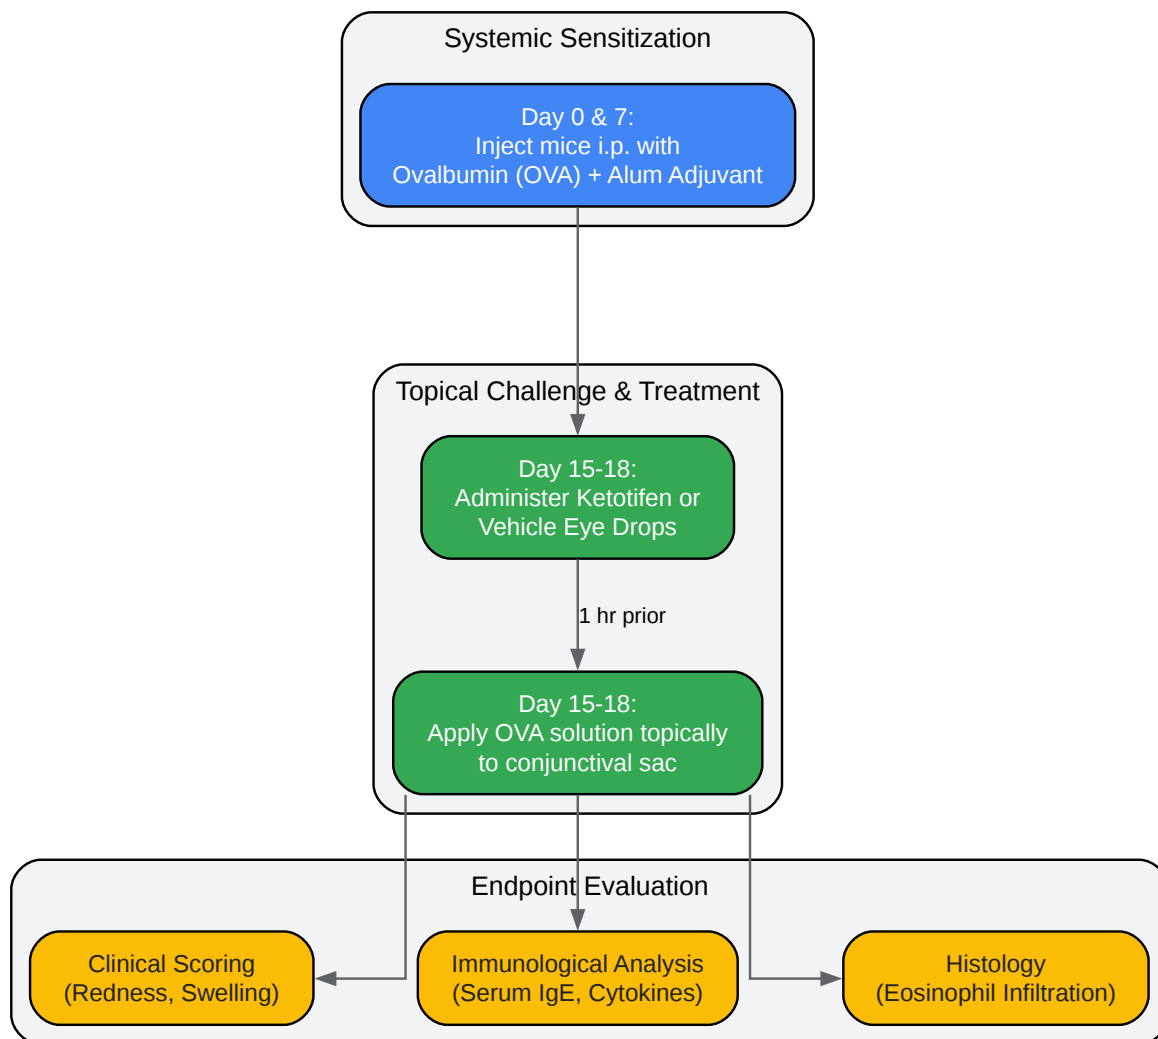 Systemic Sensitization
Day 0 & 7:
Inject mice i.p. with
Ovalbumin (OVA) + Alum Adjuvant
Topical Challenge & Treatment
Day 15-18:
Administer Ketotifen or
Vehicle Eye Drops
1 hr prior
Day 15-18:
Apply OVA solution topically
to conjunctival sac
Endpoint Evaluation
Clinical Scoring
(Redness, Swelling)
Immunological Analysis
(Serum IgE, Cytokines)
Histology
(Eosinophil Infiltration)